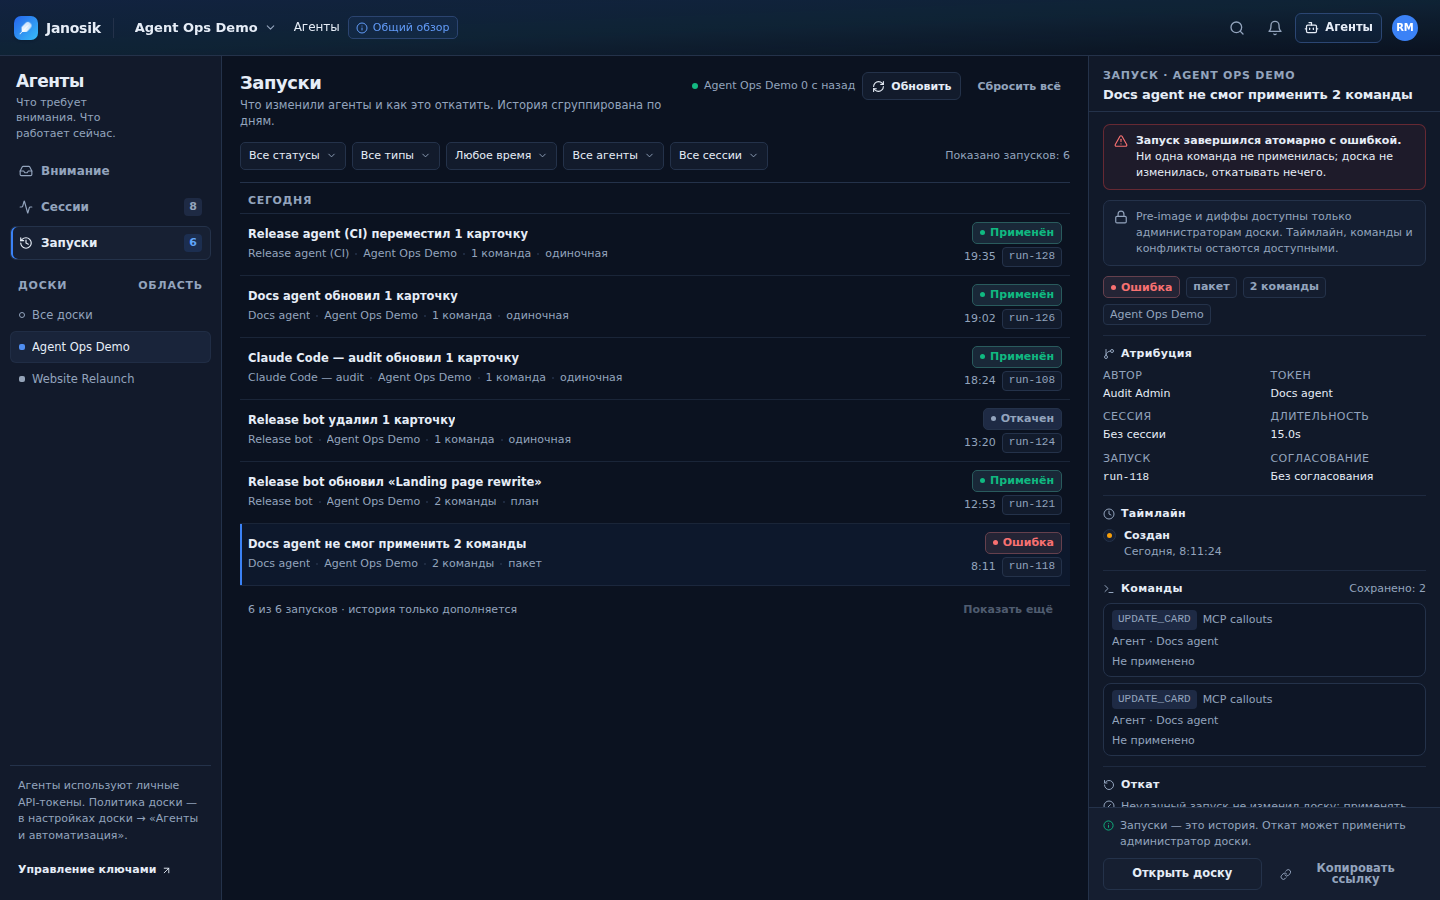 Janosik
Agent Ops Demo
Агенты
Общий обзор
Агенты
RM
Агенты
Что требует
внимания. Что
работает сейчас.
Внимание
Сессии 8
Запуски 6
ДОСКИ ОБЛАСТЬ
Все доски
Agent Ops Demo
Website Relaunch
Агенты используют личные
API-токены. Политика доски —
в настройках доски → «Агенты
и автоматизация».
Управление ключами
Запуски
Что изменили агенты и как это откатить. История сгруппирована по
дням.
Agent Ops Demo 0 с назад
Обновить
Сбросить всё
Все статусы
Все типы
Любое время
Все агенты
Все сессии
Показано запусков: 6
СЕГОДНЯ
Release agent (CI) переместил 1 карточку
Release agent (CI) · Agent Ops Demo · 1 команда · одиночная
Применён
19:35 run-128
Docs agent обновил 1 карточку
Docs agent · Agent Ops Demo · 1 команда · одиночная
Применён
19:02 run-126
Claude Code — audit обновил 1 карточку
Claude Code — audit · Agent Ops Demo · 1 команда · одиночная
Применён
18:24 run-108
Release bot удалил 1 карточку
Release bot · Agent Ops Demo · 1 команда · одиночная
Откачен
13:20 run-124
Release bot обновил «Landing page rewrite»
Release bot · Agent Ops Demo · 2 команды · план
Применён
12:53 run-121
Docs agent не смог применить 2 команды
Docs agent · Agent Ops Demo · 2 команды · пакет
Ошибка
8:11 run-118
6 из 6 запусков · история только дополняется
Показать ещё
ЗАПУСК · AGENT OPS DEMO
Docs agent не смог применить 2 команды
Запуск завершился атомарно с ошибкой.
Ни одна команда не применилась; доска не
изменилась, откатывать нечего.
Pre-image и диффы доступны только
администраторам доски. Таймлайн, команды и
конфликты остаются доступными.
Ошибка
пакет
2 команды
Agent Ops Demo
Атрибуция
АВТОР ТОКЕН
Audit Admin Docs agent
СЕССИЯ ДЛИТЕЛЬНОСТЬ
Без сессии 15.0s
ЗАПУСК СОГЛАСОВАНИЕ
run-118 Без согласования
Таймлайн
Создан
Сегодня, 8:11:24
Команды Сохранено: 2
UPDATE_CARD MCP callouts
Агент · Docs agent
Не применено
UPDATE_CARD MCP callouts
Агент · Docs agent
Не применено
Откат
Неудачный запуск не изменил доску: применять
Запуски — это история. Откат может применить
администратор доски.
Открыть доску
Копировать
ссылку